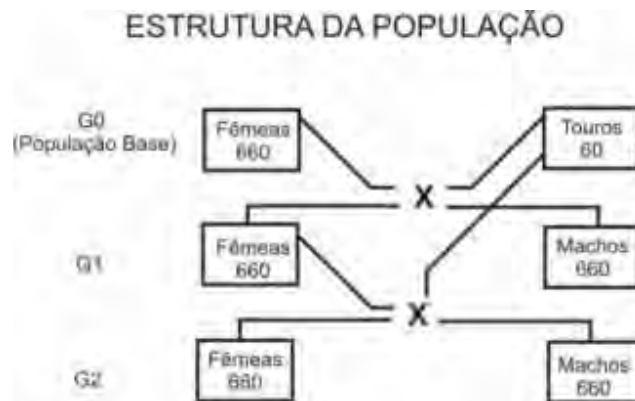 ESTRUTURA DA POPULAÇÃO
G0
(População Base)
Fêmeas
660
Touros
60
X
G1
Fêmeas
660
Machos
660
X
G2
Fêmeas
660
Machos
660